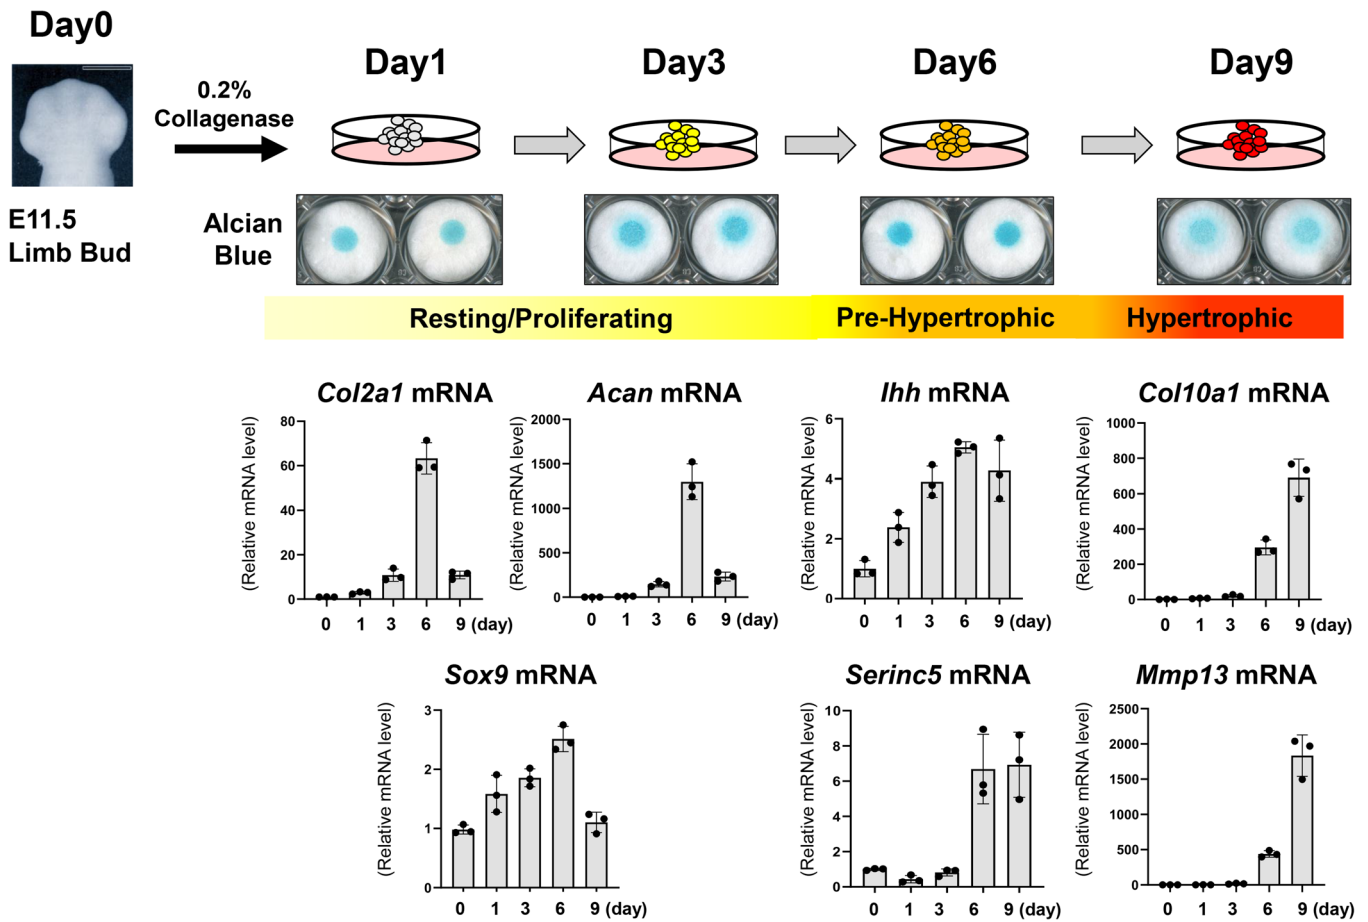 Day0
Day1
Day3
Day6
Day9
0.2%
Collagenase
E11.5
Limb Bud
Alcian
Blue
Resting/Proliferating
Pre-Hypertrophic
Hypertrophic
Col2a1 mRNA
(Relative mRNA level)
80
60
40
20
0
0 1 3 6 9 (day)
Acan mRNA
(Relative mRNA level)
2000
1500
1000
500
0
0 1 3 6 9 (day)
Ihh mRNA
(Relative mRNA level)
6
4
2
0
0 1 3 6 9 (day)
Col10a1 mRNA
(Relative mRNA level)
1000
800
600
400
200
0
0 1 3 6 9 (day)
Sox9 mRNA
(Relative mRNA level)
3
2
1
0
0 1 3 6 9 (day)
Serinc5 mRNA
(Relative mRNA level)
10
8
6
4
2
0
0 1 3 6 9 (day)
Mmp13 mRNA
(Relative mRNA level)
2500
2000
1500
1000
500
0
0 1 3 6 9 (day)